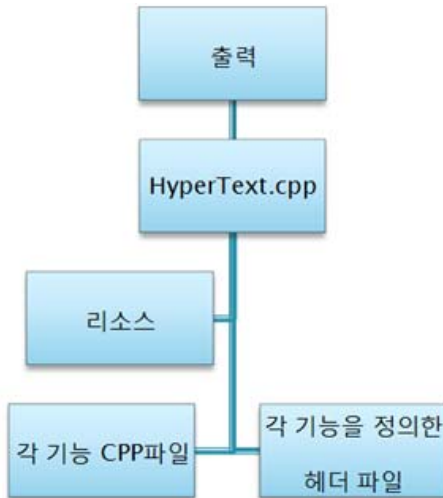 출력
HyperText.cpp
리소스
각 기능 CPP파일
각 기능을 정의한
헤더 파일